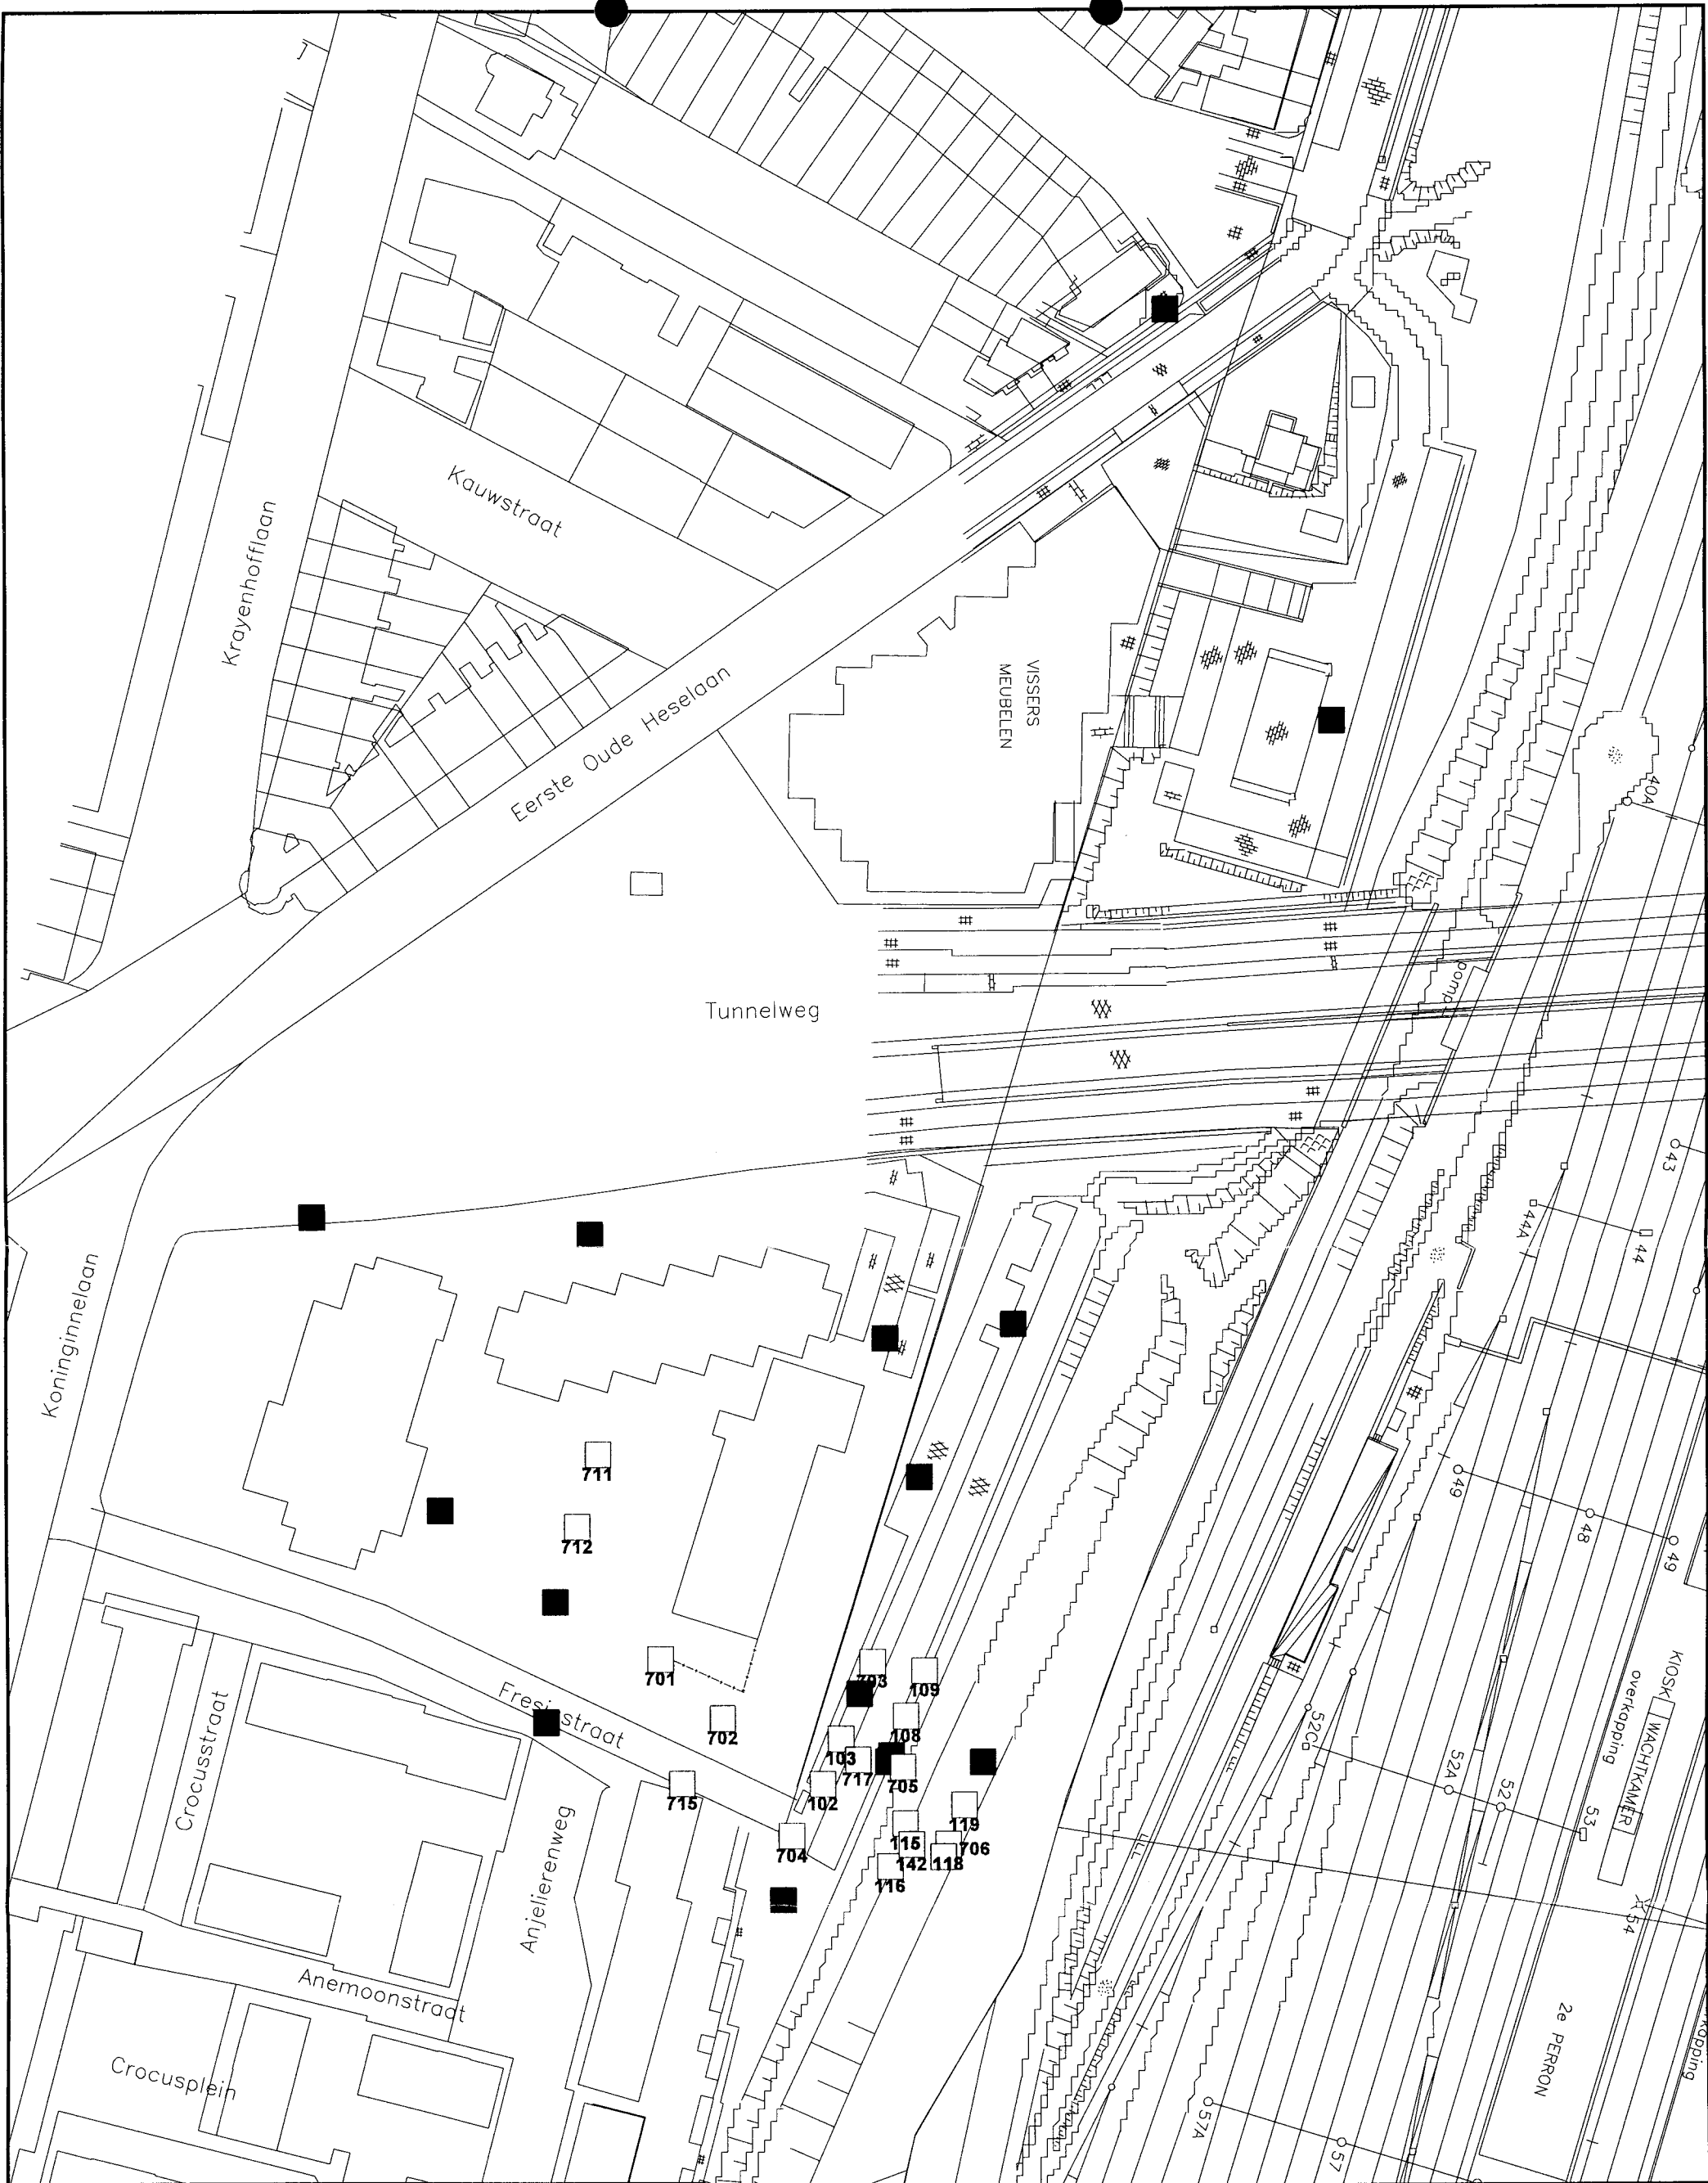 Kauwstraat
Krayenhofflaan
VISSERS
MEUBELEN
Eerste Oude Heselaan
40A
pomp
Tunnelweg
43
44A
44
Koninginnelaan
711
49
48
49
712
KIOSK
WACHTKAMER
overkapping
701
703
109
Fresiastraat
702
108
103
717
705
52C
52A
52
53
Crocusstraat
715
102
119
115
706
704
142
118
116
54
Anjelierenweg
Anemoonstraat
2e PERRON
Crocusplein
57A
57